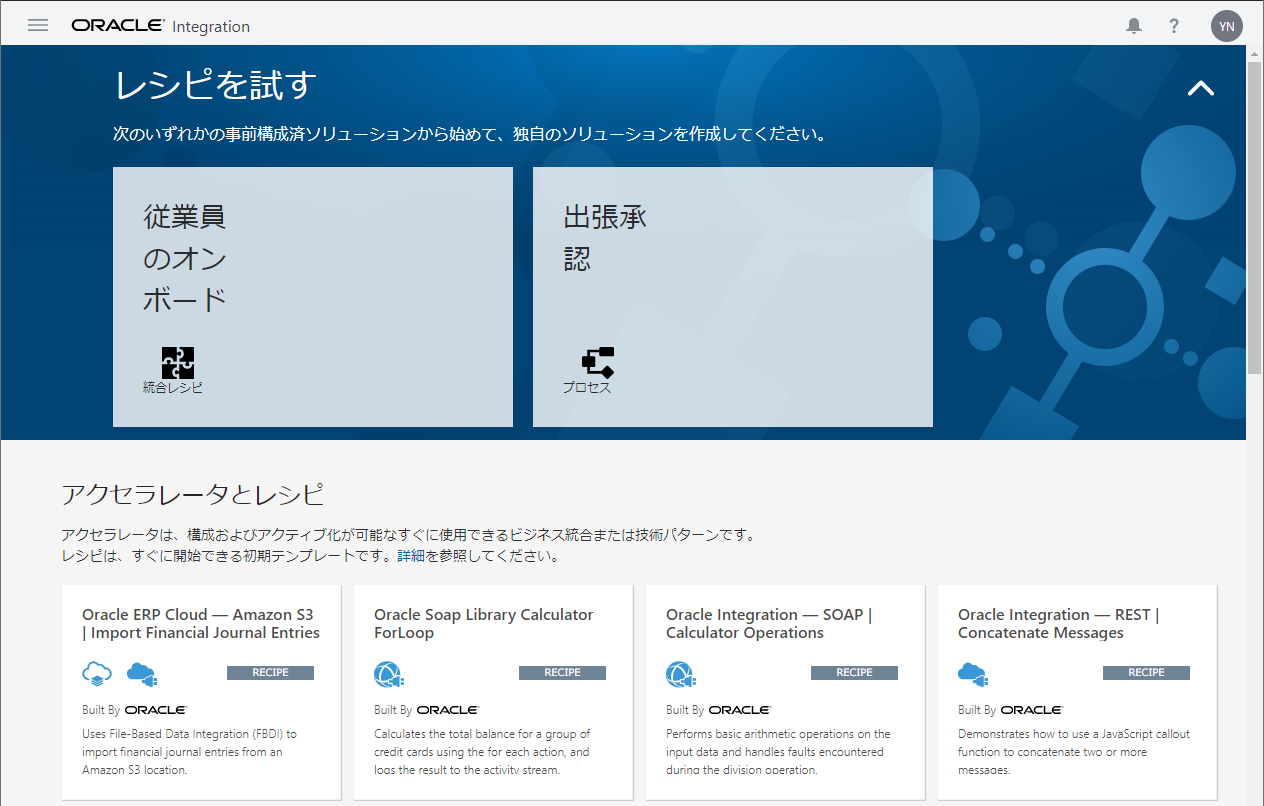 ORACLE Integration
? YN
レシピを試す
次のいずれかの事前構成済ソリューションから始めて、独自のソリューションを作成してください。
従業員
のオン
ボード
統合レシピ
出張承
認
プロセス
アクセラレータとレシピ
アクセラレータは、構成およびアクティブ化が可能なすぐに使用できるビジネス統合または技術パターンです。
レシピは、すぐに開始できる初期テンプレートです。詳細を参照してください。
Oracle ERP Cloud — Amazon S3
| Import Financial Journal Entries
RECIPE
Built By ORACLE
Uses File-Based Data Integration (FBDI) to
import financial journal entries from an
Amazon S3 location.
Oracle Soap Library Calculator
ForLoop
RECIPE
Built By ORACLE
Calculates the total balance for a group of
credit cards using the for each action, and
logs the result to the activity stream.
Oracle Integration — SOAP |
Calculator Operations
RECIPE
Built By ORACLE
Performs basic arithmetic operations on the
input data and handles faults encountered
during the division operation.
Oracle Integration — REST |
Concatenate Messages
RECIPE
Built By ORACLE
Demonstrates how to use a JavaScript callout
function to concatenate two or more
messages.